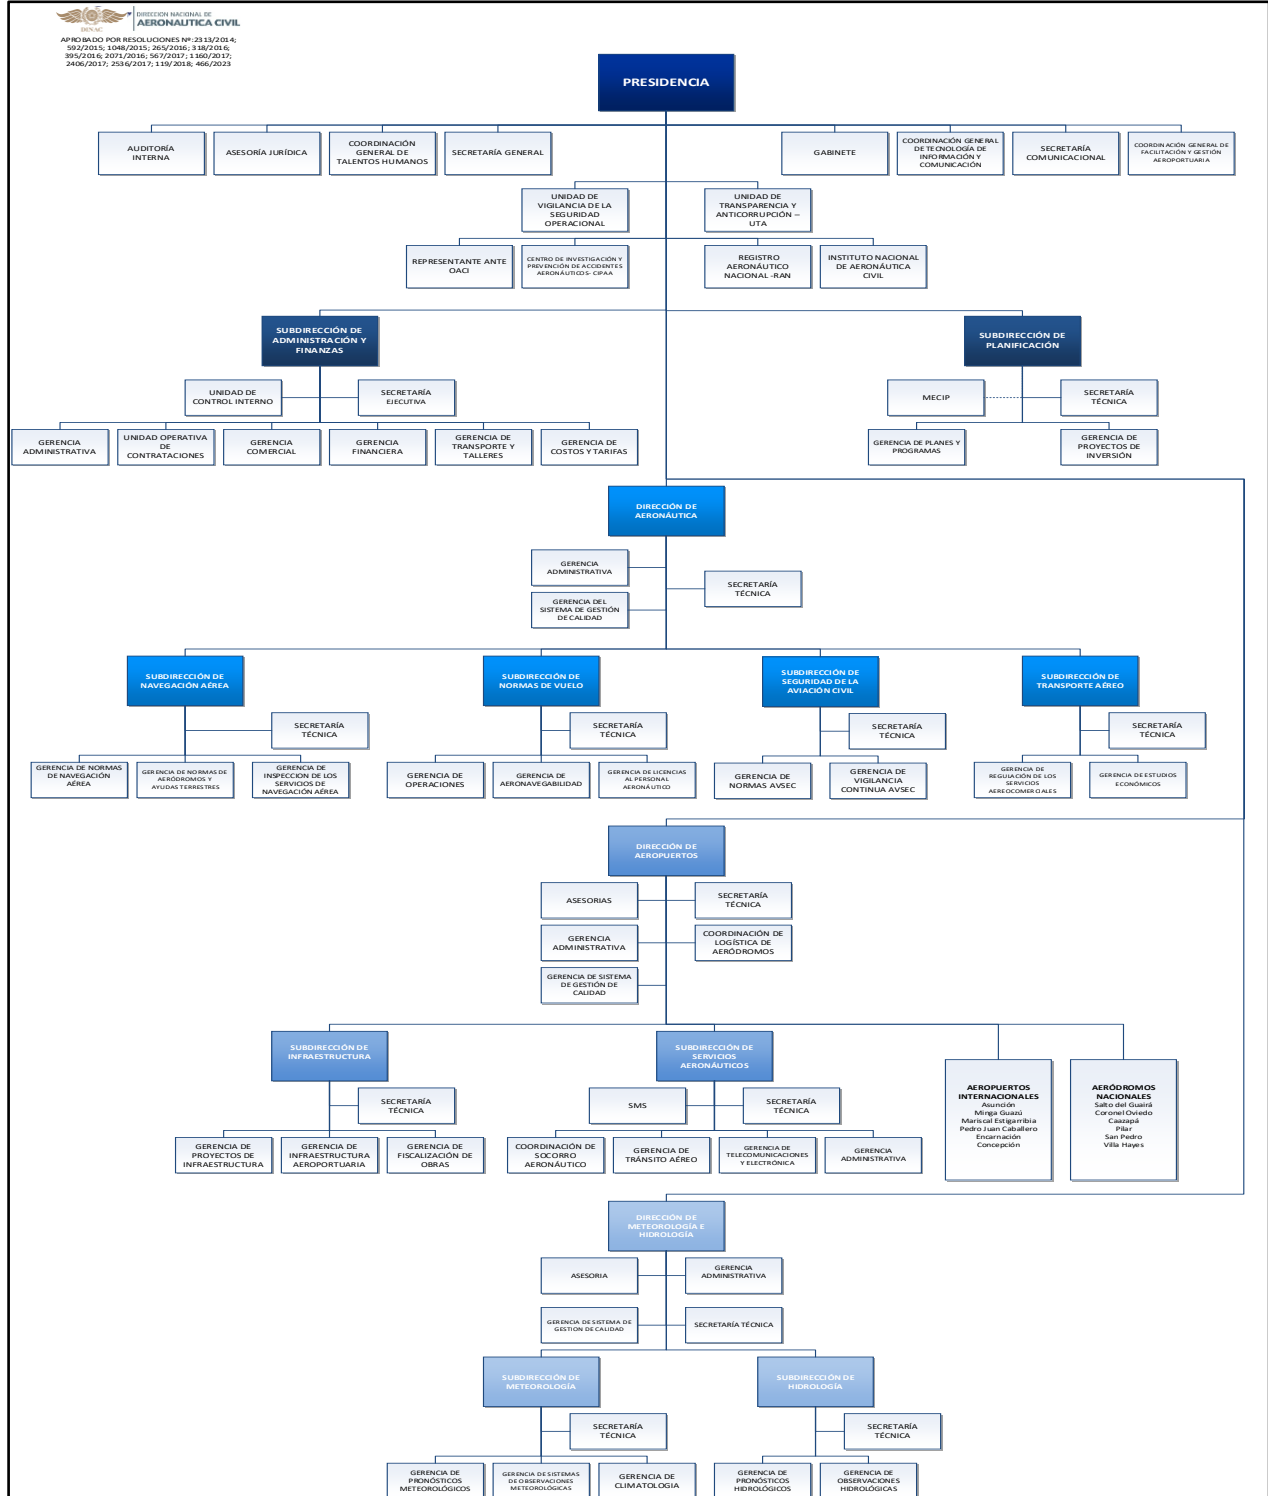 DIRECCION NACIONAL DE
AERONAUTICA CIVIL
DINAC
APROBADO POR RESOLUCIONES Nº:2313/2014;
592/2015; 1048/2015; 265/2016; 318/2016;
395/2016; 2071/2016; 567/2017; 1160/2017;
2406/2017; 2536/2017; 119/2018; 466/2023
PRESIDENCIA
AUDITORÍA
INTERNA
ASESORÍA JURÍDICA
COORDINACIÓN
GENERAL DE
TALENTOS HUMANOS
SECRETARÍA GENERAL
GABINETE
COORDINACIÓN GENERAL
DE TECNOLOGÍA DE
INFORMACIÓN Y
COMUNICACIÓN
SECRETARÍA
COMUNICACIONAL
COORDINACIÓN GENERAL DE
FACILITACIÓN Y GESTIÓN
AEROPORTUARIA
UNIDAD DE
VIGILANCIA DE LA
SEGURIDAD
OPERACIONAL
UNIDAD DE
TRANSPARENCIA Y
ANTICORRUPCIÓN –
UTA
REPRESENTANTE ANTE
OACI
CENTRO DE INVESTIGACIÓN Y
PREVENCIÓN DE ACCIDENTES
AERONÁUTICOS- CIPAA
REGISTRO
AERONÁUTICO
NACIONAL -RAN
INSTITUTO NACIONAL
DE AERONÁUTICA
CIVIL
SUBDIRECCIÓN DE
ADMINISTRACIÓN Y
FINANZAS
SUBDIRECCIÓN DE
PLANIFICACIÓN
UNIDAD DE
CONTROL INTERNO
SECRETARÍA
EJECUTIVA
MECIP
SECRETARÍA
TÉCNICA
GERENCIA
ADMINISTRATIVA
UNIDAD OPERATIVA
DE
CONTRATACIONES
GERENCIA
COMERCIAL
GERENCIA
FINANCIERA
GERENCIA DE
TRANSPORTE Y
TALLERES
GERENCIA DE
COSTOS Y TARIFAS
GERENCIA DE PLANES Y
PROGRAMAS
GERENCIA DE
PROYECTOS DE
INVERSIÓN
DIRECCIÓN DE
AERONÁUTICA
GERENCIA
ADMINISTRATIVA
SECRETARÍA
TÉCNICA
GERENCIA DEL
SISTEMA DE GESTIÓN
DE CALIDAD
SUBDIRECCIÓN DE
NAVEGACIÓN AÉREA
SUBDIRECCIÓN DE
NORMAS DE VUELO
SUBDIRECCIÓN DE
SEGURIDAD DE LA
AVIACIÓN CIVIL
SUBDIRECCIÓN DE
TRANSPORTE AÉREO
SECRETARÍA
TÉCNICA
SECRETARÍA
TÉCNICA
SECRETARÍA
TÉCNICA
SECRETARÍA
TÉCNICA
GERENCIA DE NORMAS
DE NAVEGACIÓN
AÉREA
GERENCIA DE NORMAS DE
AERÓDROMOS Y
AYUDAS TERRESTRES
GERENCIA DE
INSPECCION DE LOS
SERVICIOS DE
NAVEGACIÓN AÉREA
GERENCIA DE
OPERACIONES
GERENCIA DE
AERONAVEGABILIDAD
GERENCIA DE LICENCIAS
AL PERSONAL
AERONÁUTICO
GERENCIA DE
NORMAS AVSEC
GERENCIA DE
VIGILANCIA
CONTINUA AVSEC
GERENCIA DE
REGULACIÓN DE LOS
SERVICIOS
AEREOCOMERCIALES
GERENCIA DE ESTUDIOS
ECONÓMICOS
DIRECCIÓN DE
AEROPUERTOS
ASESORIAS
SECRETARÍA
TÉCNICA
GERENCIA
ADMINISTRATIVA
COORDINACIÓN DE
LOGÍSTICA DE
AERÓDROMOS
GERENCIA DE SISTEMA
DE GESTIÓN DE
CALIDAD
SUBDIRECCIÓN DE
INFRAESTRUCTURA
SUBDIRECCIÓN DE
SERVICIOS
AERONÁUTICOS
AEROPUERTOS
INTERNACIONALES
Asunción
Minga Guazú
Mariscal Estigarribia
Pedro Juan Caballero
Encarnación
Concepción
AERÓDROMOS
NACIONALES
Salto del Guairá
Coronel Oviedo
Caazapá
Pilar
San Pedro
Villa Hayes
SECRETARÍA
TÉCNICA
SMS
SECRETARÍA
TÉCNICA
GERENCIA DE
PROYECTOS DE
INFRAESTRUCTURA
GERENCIA DE
INFRAESTRUCTURA
AEROPORTUARIA
GERENCIA DE
FISCALIZACIÓN DE
OBRAS
COORDINACIÓN DE
SOCORRO
AERONÁUTICO
GERENCIA DE
TRÁNSITO AÉREO
GERENCIA DE
TELECOMUNICACIONES
Y ELECTRÓNICA
GERENCIA
ADMINISTRATIVA
DIRECCIÓN DE
METEOROLOGÍA E
HIDROLOGÍA
ASESORIA
GERENCIA
ADMINISTRATIVA
GERENCIA DE SISTEMA DE
GESTION DE CALIDAD
SECRETARÍA TÉCNICA
SUBDIRECCIÓN DE
METEOROLOGÍA
SUBDIRECCIÓN DE
HIDROLOGÍA
SECRETARÍA
TÉCNICA
SECRETARÍA
TÉCNICA
GERENCIA DE
PRONÓSTICOS
METEOROLÓGICOS
GERENCIA DE SISTEMAS
DE OBSERVACIONES
METEOROLÓGICAS
GERENCIA DE
CLIMATOLOGIA
GERENCIA DE
PRONÓSTICOS
HIDROLÓGICOS
GERENCIA DE
OBSERVACIONES
HIDROLÓGICAS